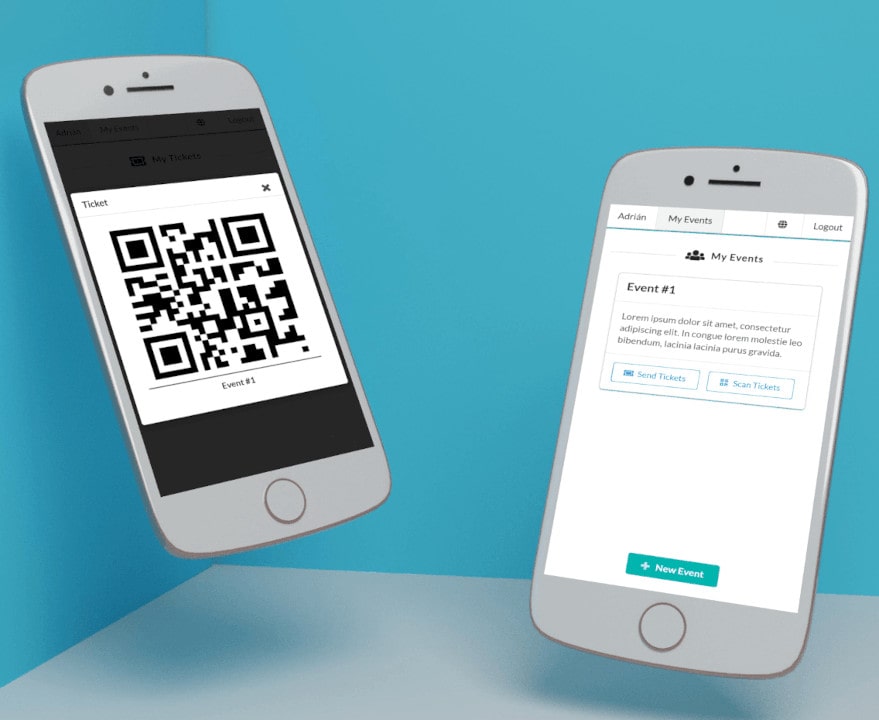 Adrián My Events Logout
My Tickets
Ticket
Event #1
Adrián My Events Logout
My Events
Event #1
Lorem ipsum dolor sit amet, consectetur
adipiscing elit. In congue lorem molestie leo
bibendum, lacinia lacinia purus gravida.
Send Tickets Scan Tickets
New Event